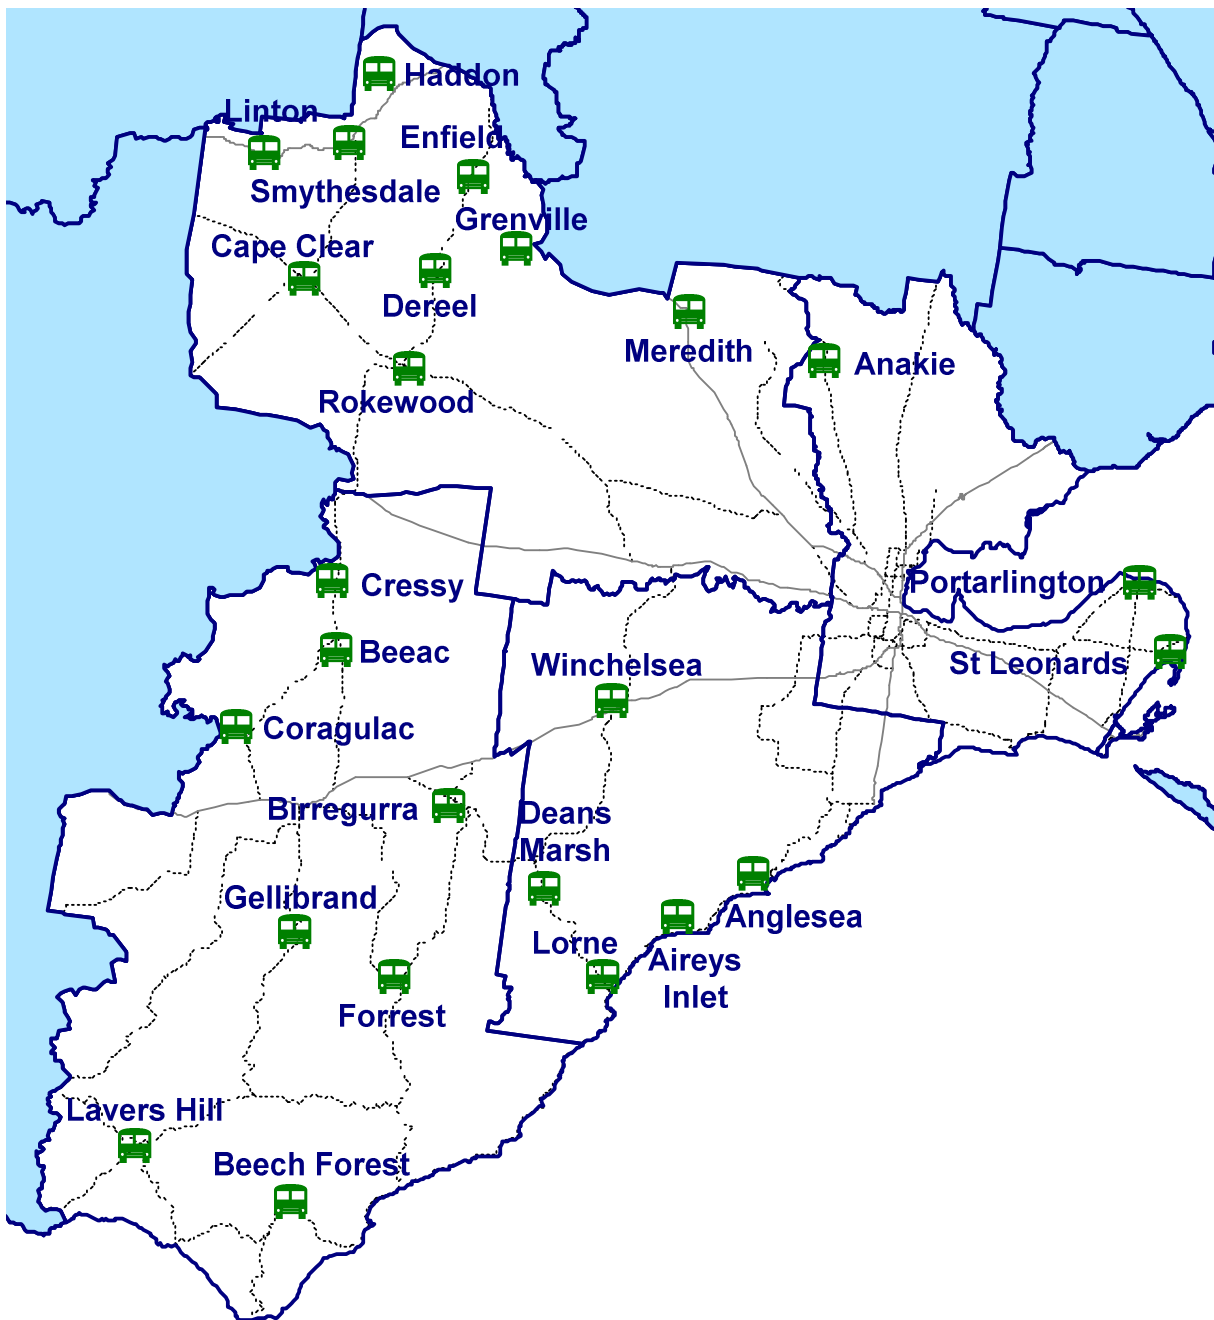 Haddon
Linton
Enfield
Smythesdale
Grenville
Cape Clear
Dereel
Meredith
Anakie
Rokewood
Cressy
Portarlington
Beeac
St Leonards
Winchelsea
Coragulac
Birregurra
Deans
Marsh
Gellibrand
Anglesea
Lorne
Aireys
Inlet
Forrest
Lavers Hill
Beech Forest